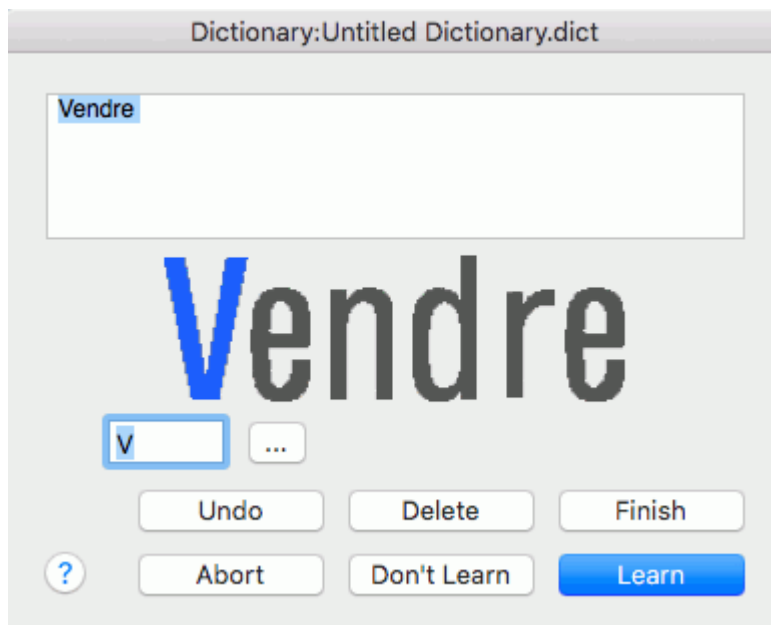 Dictionary:Untitled Dictionary.dict
Vendre
Vendre
V ...
Undo Delete Finish
? Abort Don't Learn Learn